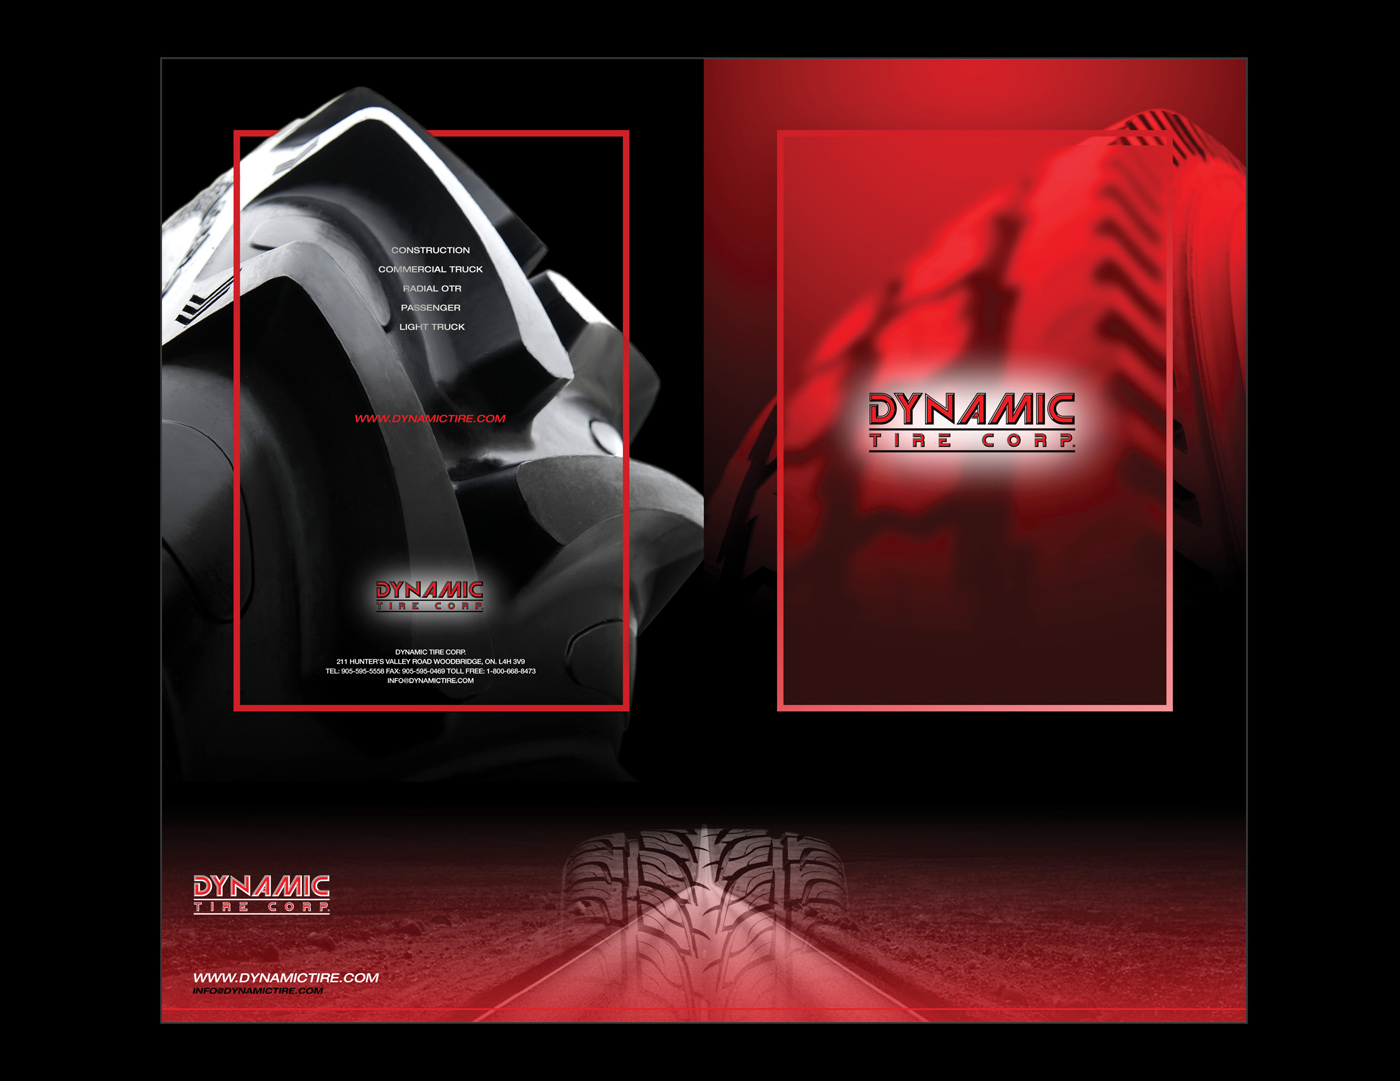 CONSTRUCTION
COMMERCIAL TRUCK
RADIAL OTR
PASSENGER
LIGHT TRUCK
WWW.DYNAMICTIRE.COM
DYNAMIC
TIRE CORP.
DYNAMIC TIRE CORP.
211 HUNTER'S VALLEY ROAD WOODBRIDGE, ON. L4H 3V9
TEL: 905-595-5558 FAX: 905-595-0469 TOLL FREE: 1-800-668-8473
INFO@DYNAMICTIRE.COM
DYNAMIC
TIRE CORP.
DYNAMIC
TIRE CORP.
WWW.DYNAMICTIRE.COM
INFO@DYNAMICTIRE.COM